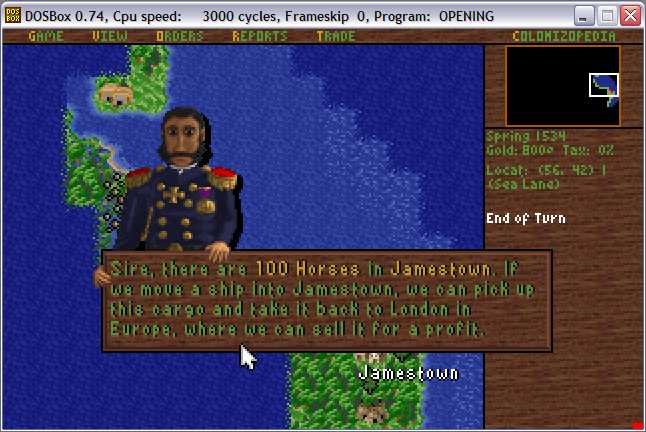 DOSBox 0.74, Cpu speed: 3000 cycles, Frameskip 0, Program: OPENING
GAME VIEW ORDERS REPORTS TRADE COLONIZOPEDIA
Spring 1534
Gold: 800 Tax: 0%
Locat: (56, 42) 1
(Sea Lane)
End of Turn
Sire, there are 100 Horses in Jamestown. If
we move a ship into Jamestown, we can pick up
this cargo and take it back to London in
Europe, where we can sell it for a profit.
Jamestown